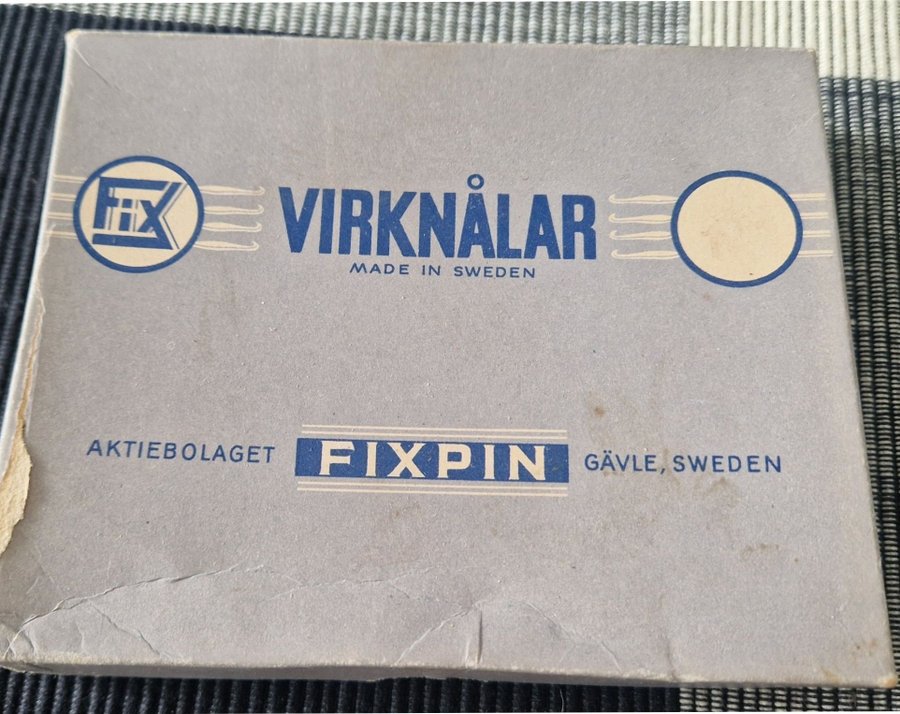 Fix
VIRKNÅLAR
MADE IN SWEDEN
AKTIEBOLAGET FIXPIN GÄVLE, SWEDEN